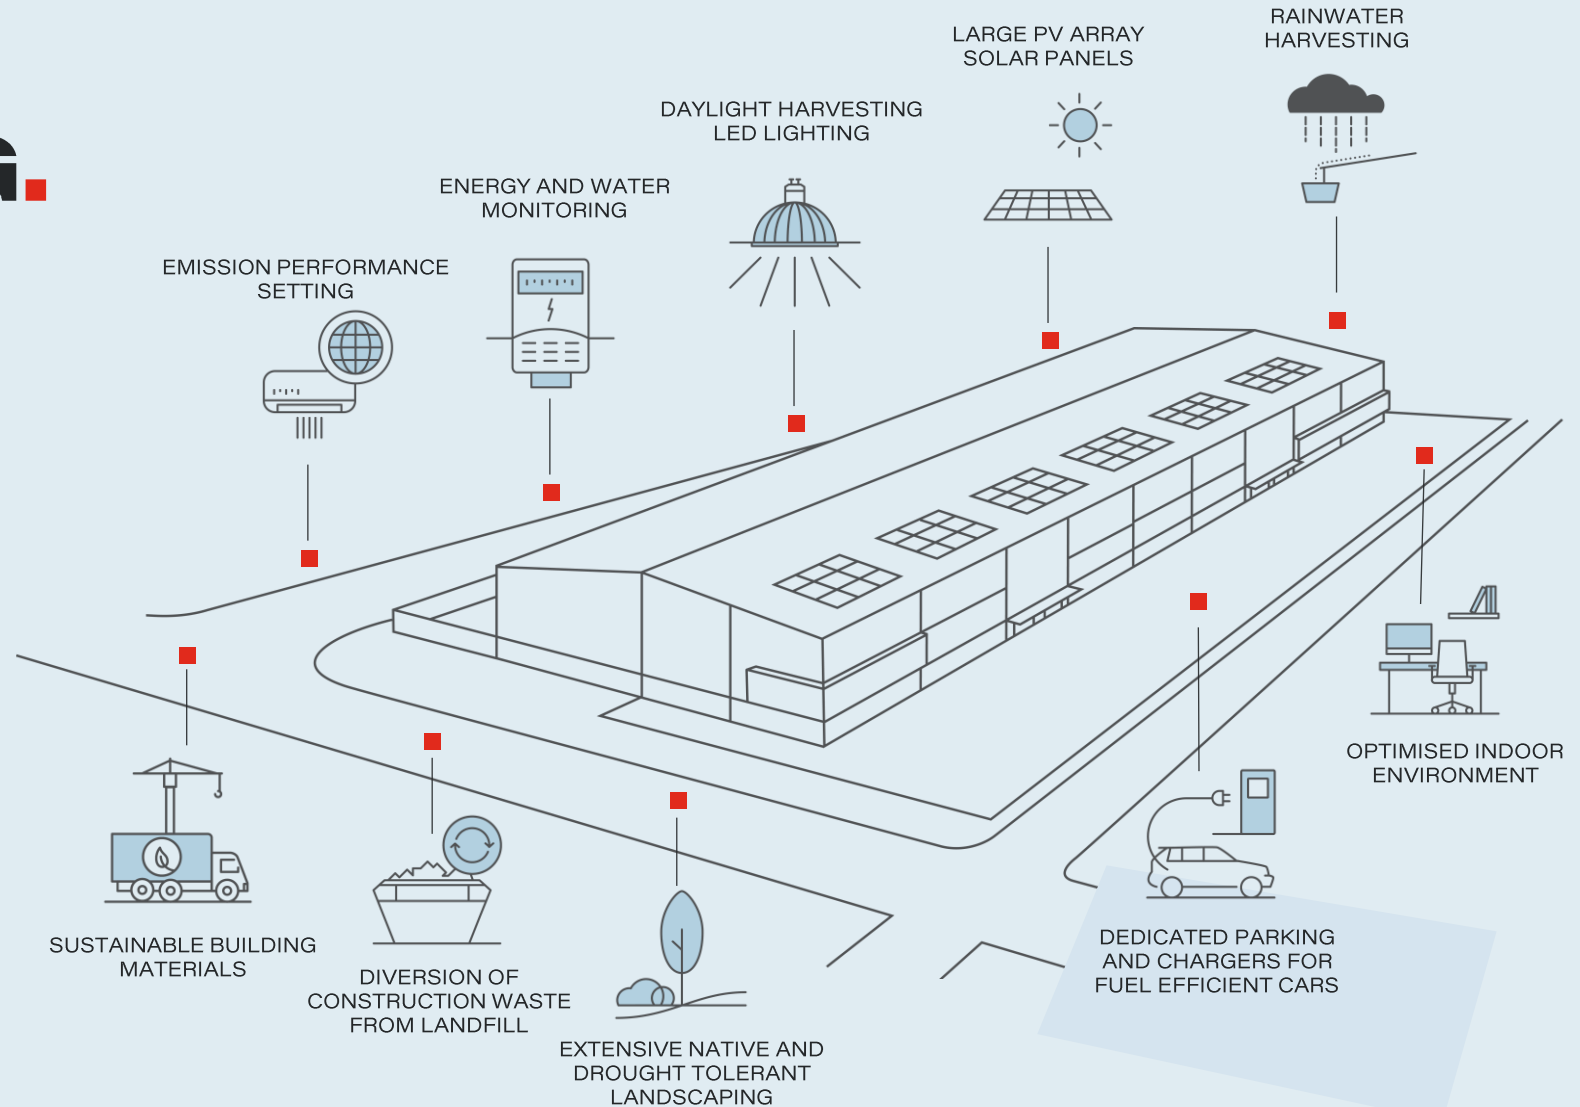 RAINWATER
HARVESTING
LARGE PV ARRAY
SOLAR PANELS
DAYLIGHT HARVESTING
LED LIGHTING
ENERGY AND WATER
MONITORING
EMISSION PERFORMANCE
SETTING
OPTIMISED INDOOR
ENVIRONMENT
SUSTAINABLE BUILDING
MATERIALS
DIVERSION OF
CONSTRUCTION WASTE
FROM LANDFILL
EXTENSIVE NATIVE AND
DROUGHT TOLERANT
LANDSCAPING
DEDICATED PARKING
AND CHARGERS FOR
FUEL EFFICIENT CARS